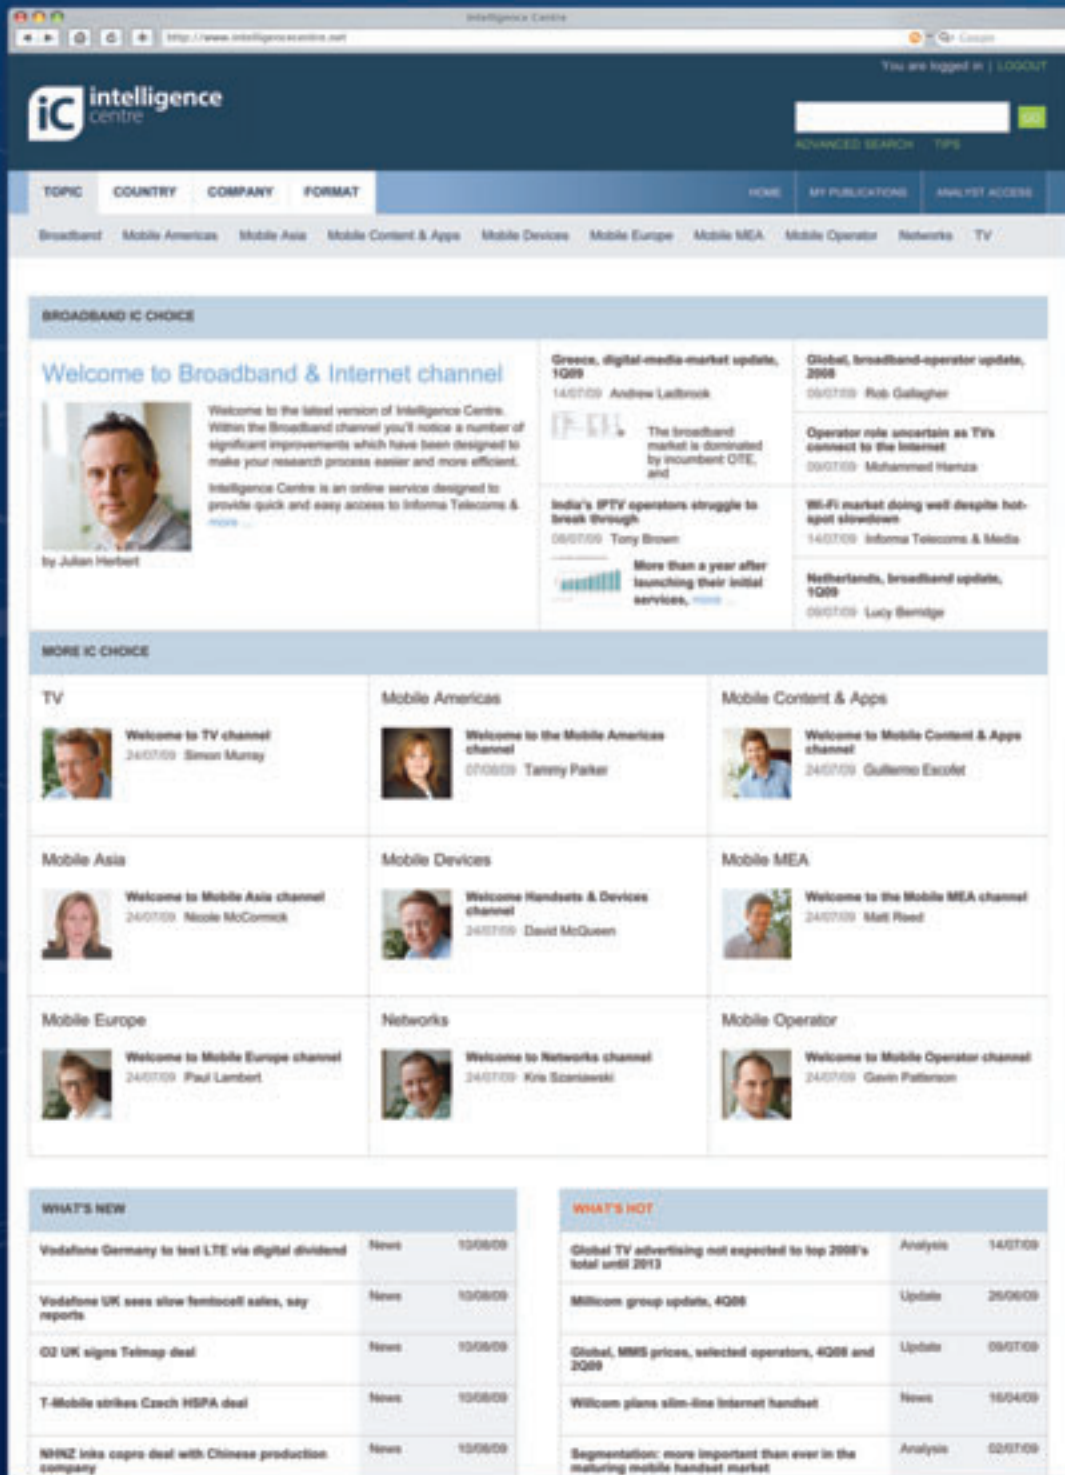 Intelligence Centre
http://www.intelligencecentre.net
Google
You are logged in | LOGOUT
iC intelligence
centre
GO
ADVANCED SEARCH TIPS
TOPIC COUNTRY COMPANY FORMAT HOME MY PUBLICATIONS ANALYST ACCESS
Broadband Mobile Americas Mobile Asia Mobile Content & Apps Mobile Devices Mobile Europe Mobile MEA Mobile Operator Networks TV
BROADBAND IC CHOICE
Welcome to Broadband & Internet channel
Welcome to the latest version of Intelligence Centre.
Within the Broadband channel you'll notice a number of
significant improvements which have been designed to
make your research process easier and more efficient.
Intelligence Centre is an online service designed to
provide quick and easy access to Informa Telecoms &
more ...
by Julian Herbert
Greece, digital-media-market update,
1Q09
14/07/09 Andrew Ladbrook
The broadband
market is dominated
by incumbent OTE,
and
India's IPTV operators struggle to
break through
08/07/09 Tony Brown
More than a year after
launching their initial
services, more ...
Global, broadband-operator update,
2008
09/07/09 Rob Gallagher
Operator role uncertain as TVs
connect to the Internet
09/07/09 Mohammed Hamza
Wi-Fi market doing well despite hot-
spot slowdown
14/07/09 Informa Telecoms & Media
Netherlands, broadband update,
1Q09
09/07/09 Lucy Berridge
MORE IC CHOICE
TV
Welcome to TV channel
24/07/09 Simon Murray
Mobile Americas
Welcome to the Mobile Americas
channel
07/08/09 Tammy Parker
Mobile Content & Apps
Welcome to Mobile Content & Apps
channel
24/07/09 Guillermo Escofet
Mobile Asia
Welcome to Mobile Asia channel
24/07/09 Nicole McCormick
Mobile Devices
Welcome Handsets & Devices
channel
24/07/09 David McQueen
Mobile MEA
Welcome to the Mobile MEA channel
24/07/09 Matt Reed
Mobile Europe
Welcome to Mobile Europe channel
24/07/09 Paul Lambert
Networks
Welcome to Networks channel
24/07/09 Kris Szaniawski
Mobile Operator
Welcome to Mobile Operator channel
24/07/09 Gavin Patterson
WHAT'S NEW
Vodafone Germany to test LTE via digital dividend News 10/08/09
Vodafone UK sees slow femtocell sales, say News 10/08/09
reports
O2 UK signs Telmap deal News 10/08/09
T-Mobile strikes Czech HSPA deal News 10/08/09
NHNZ inks copro deal with Chinese production News 10/08/09
company
WHAT'S HOT
Global TV advertising not expected to top 2008's Analysis 14/07/09
total until 2013
Millicom group update, 4Q08 Update 26/06/09
Global, MMS prices, selected operators, 4Q08 and Update 09/07/09
2Q09
Willcom plans slim-line Internet handset News 16/04/09
Segmentation: more important than ever in the Analysis 02/07/09
maturing mobile handset market